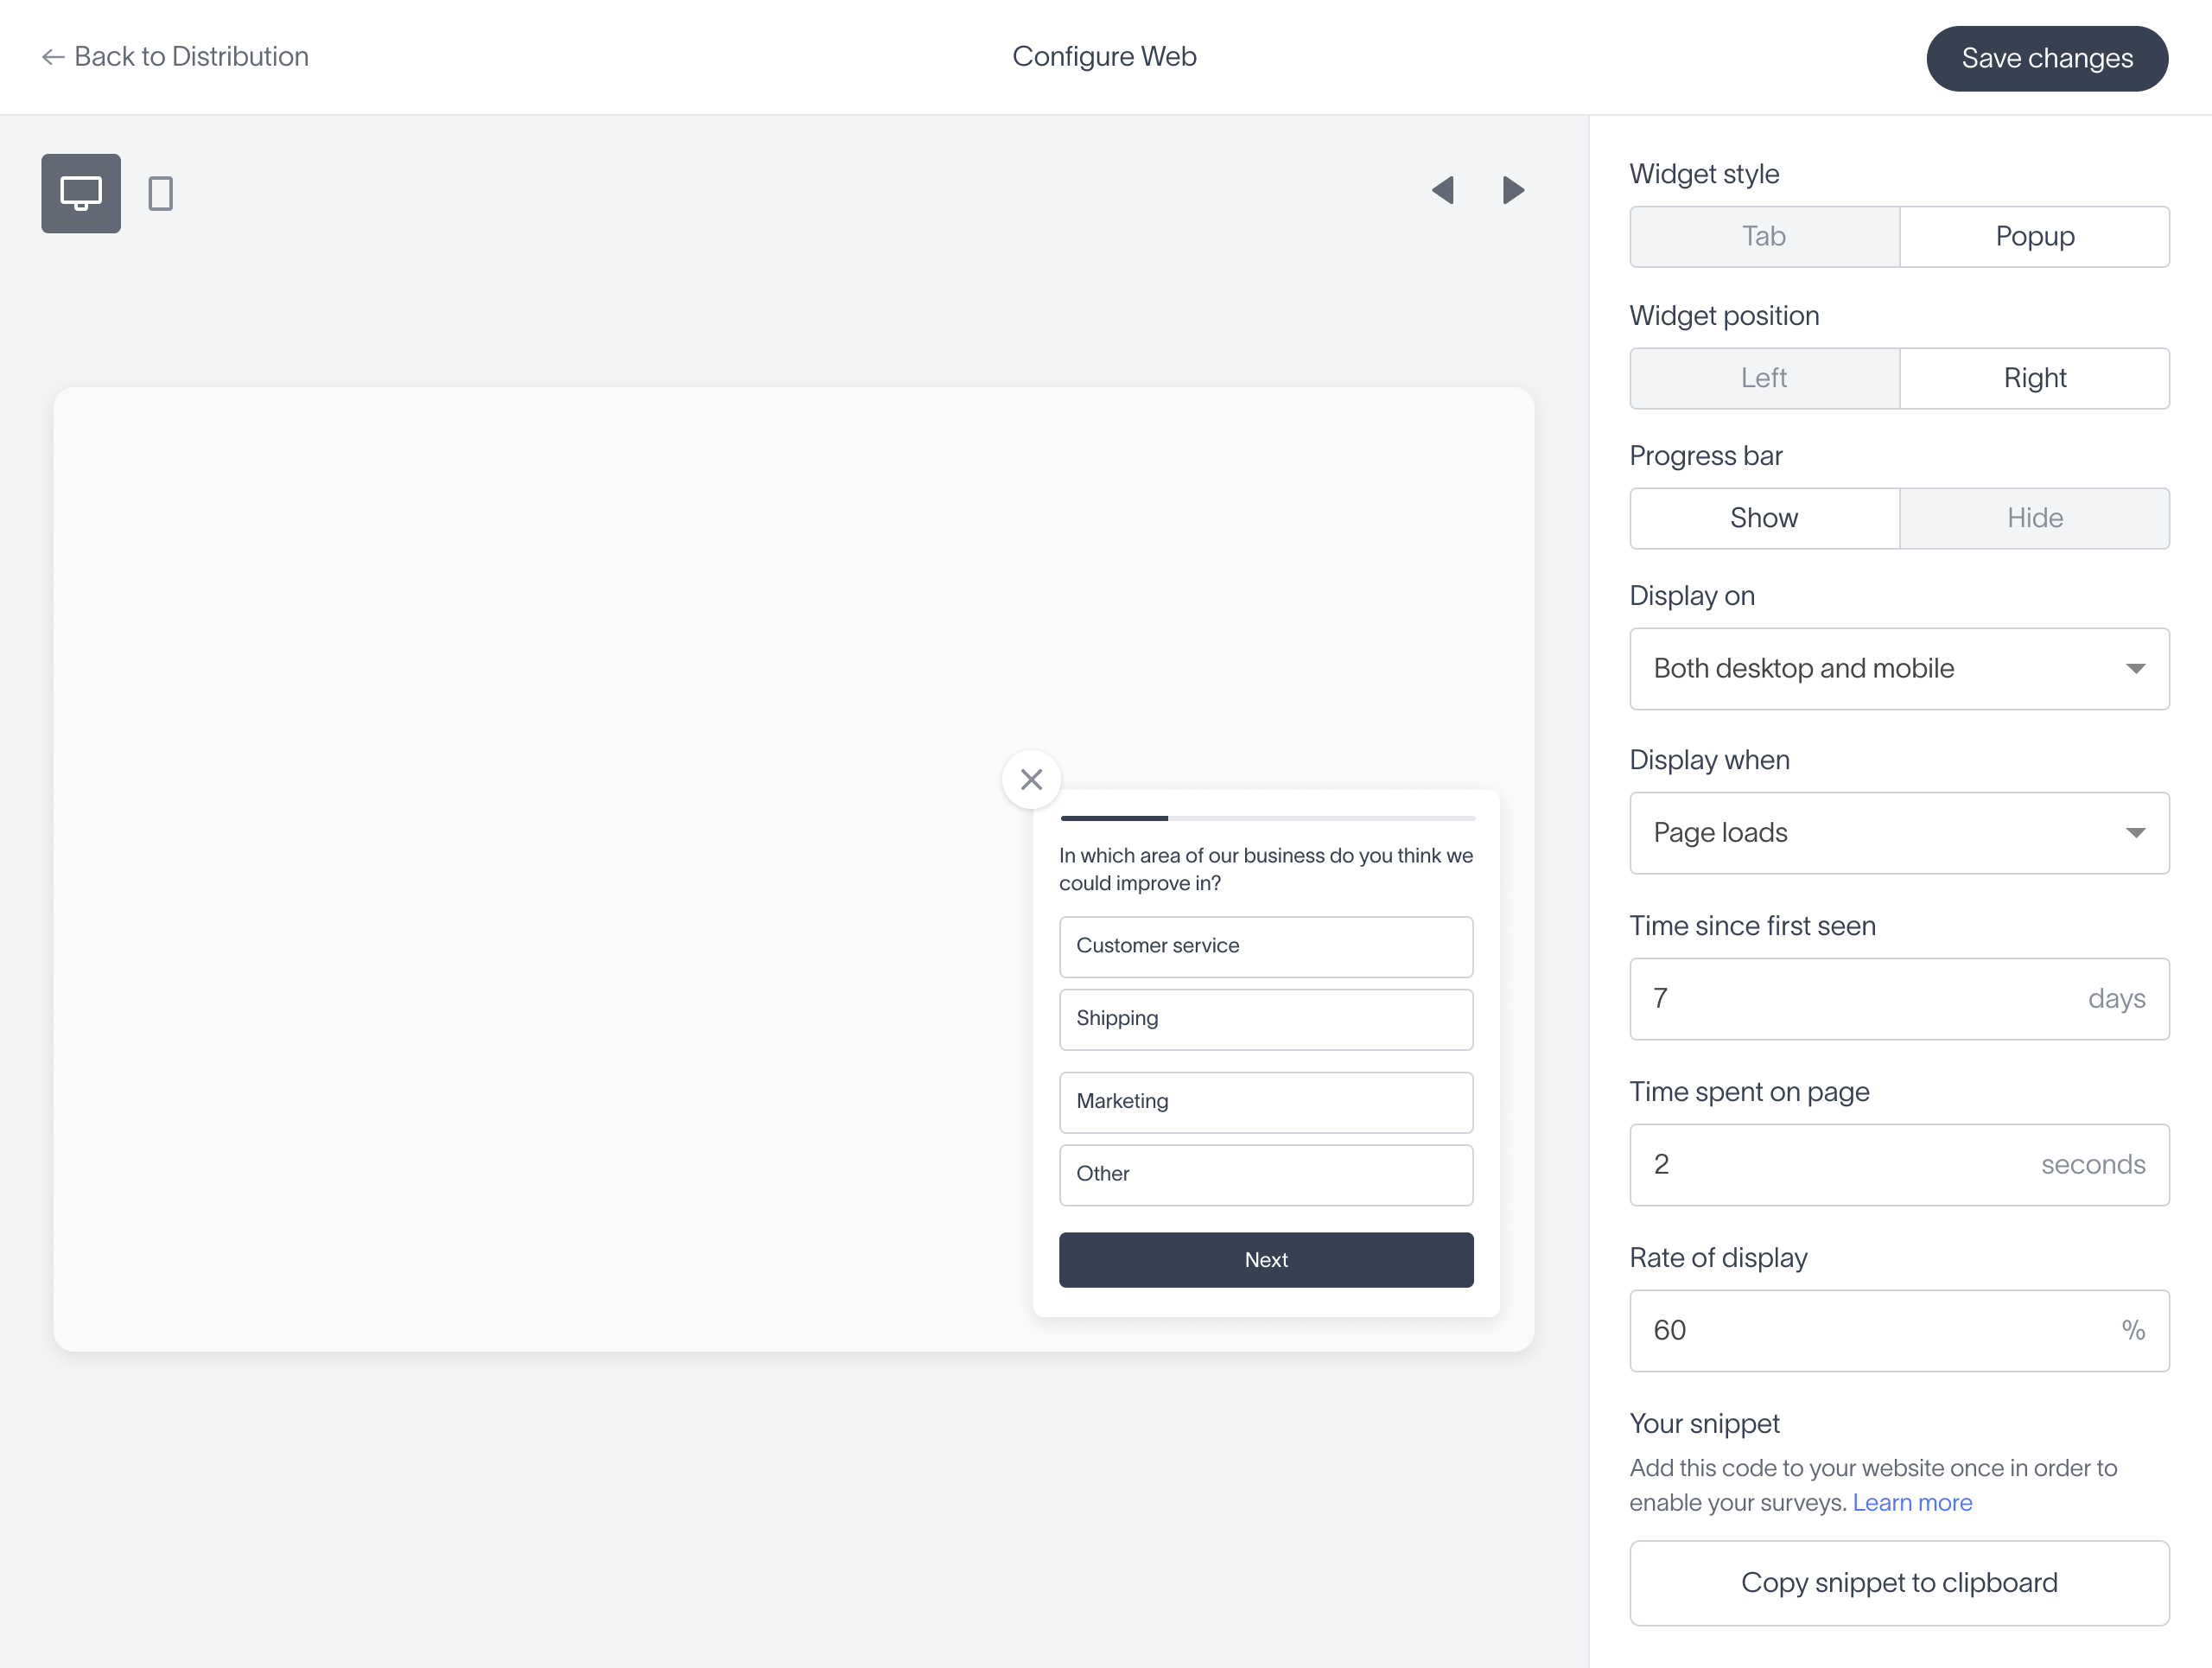 Back to Distribution
Configure Web
Save changes
In which area of our business do you think we
could improve in?
Customer service
Shipping
Marketing
Other
Next
Widget style
Tab
Popup
Widget position
Left
Right
Progress bar
Show
Hide
Display on
Both desktop and mobile
Display when
Page loads
Time since first seen
7 days
Time spent on page
2 seconds
Rate of display
60 %
Your snippet
Add this code to your website once in order to
enable your surveys. Learn more
Copy snippet to clipboard